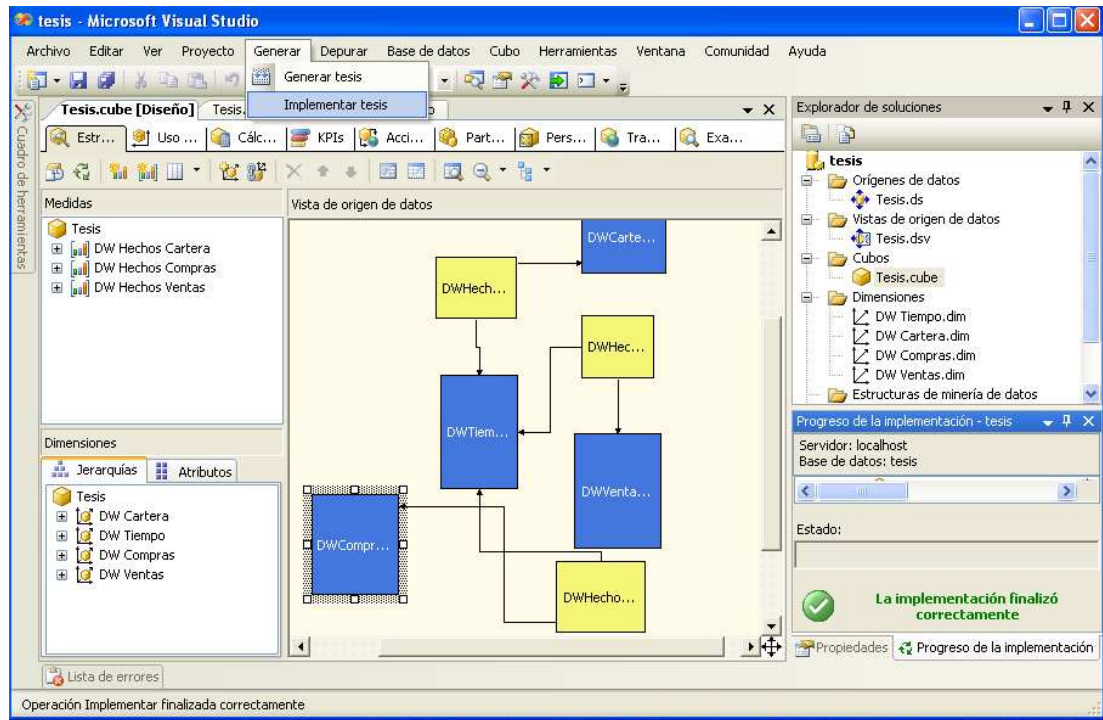 tesis - Microsoft Visual Studio
Archivo Editar Ver Proyecto Generar Depurar Base de datos Cubo Herramientas Ventana Comunidad Ayuda
Generar tesis
Implementar tesis
Cuadro de herramientas
Tesis.cube [Diseño] Tesis.
Estr... Uso ... Cálc... KPIs Acci... Part... Pers... Tra... Exa...
Medidas
Tesis
DW Hechos Cartera
DW Hechos Compras
DW Hechos Ventas
Dimensiones
Jerarquías Atributos
Tesis
DW Cartera
DW Tiempo
DW Compras
DW Ventas
Vista de origen de datos
DWCarte...
DWHech...
DWHec...
DWTiem...
DWVenta...
DWCompr...
DWHecho...
Explorador de soluciones
tesis
Orígenes de datos
Tesis.ds
Vistas de origen de datos
Tesis.dsv
Cubos
Tesis.cube
Dimensiones
DW Tiempo.dim
DW Cartera.dim
DW Compras.dim
DW Ventas.dim
Estructuras de minería de datos
Progreso de la implementación - tesis
Servidor: localhost
Base de datos: tesis
Estado:
La implementación finalizó
correctamente
Propiedades Progreso de la implementación
Lista de errores
Operación Implementar finalizada correctamente